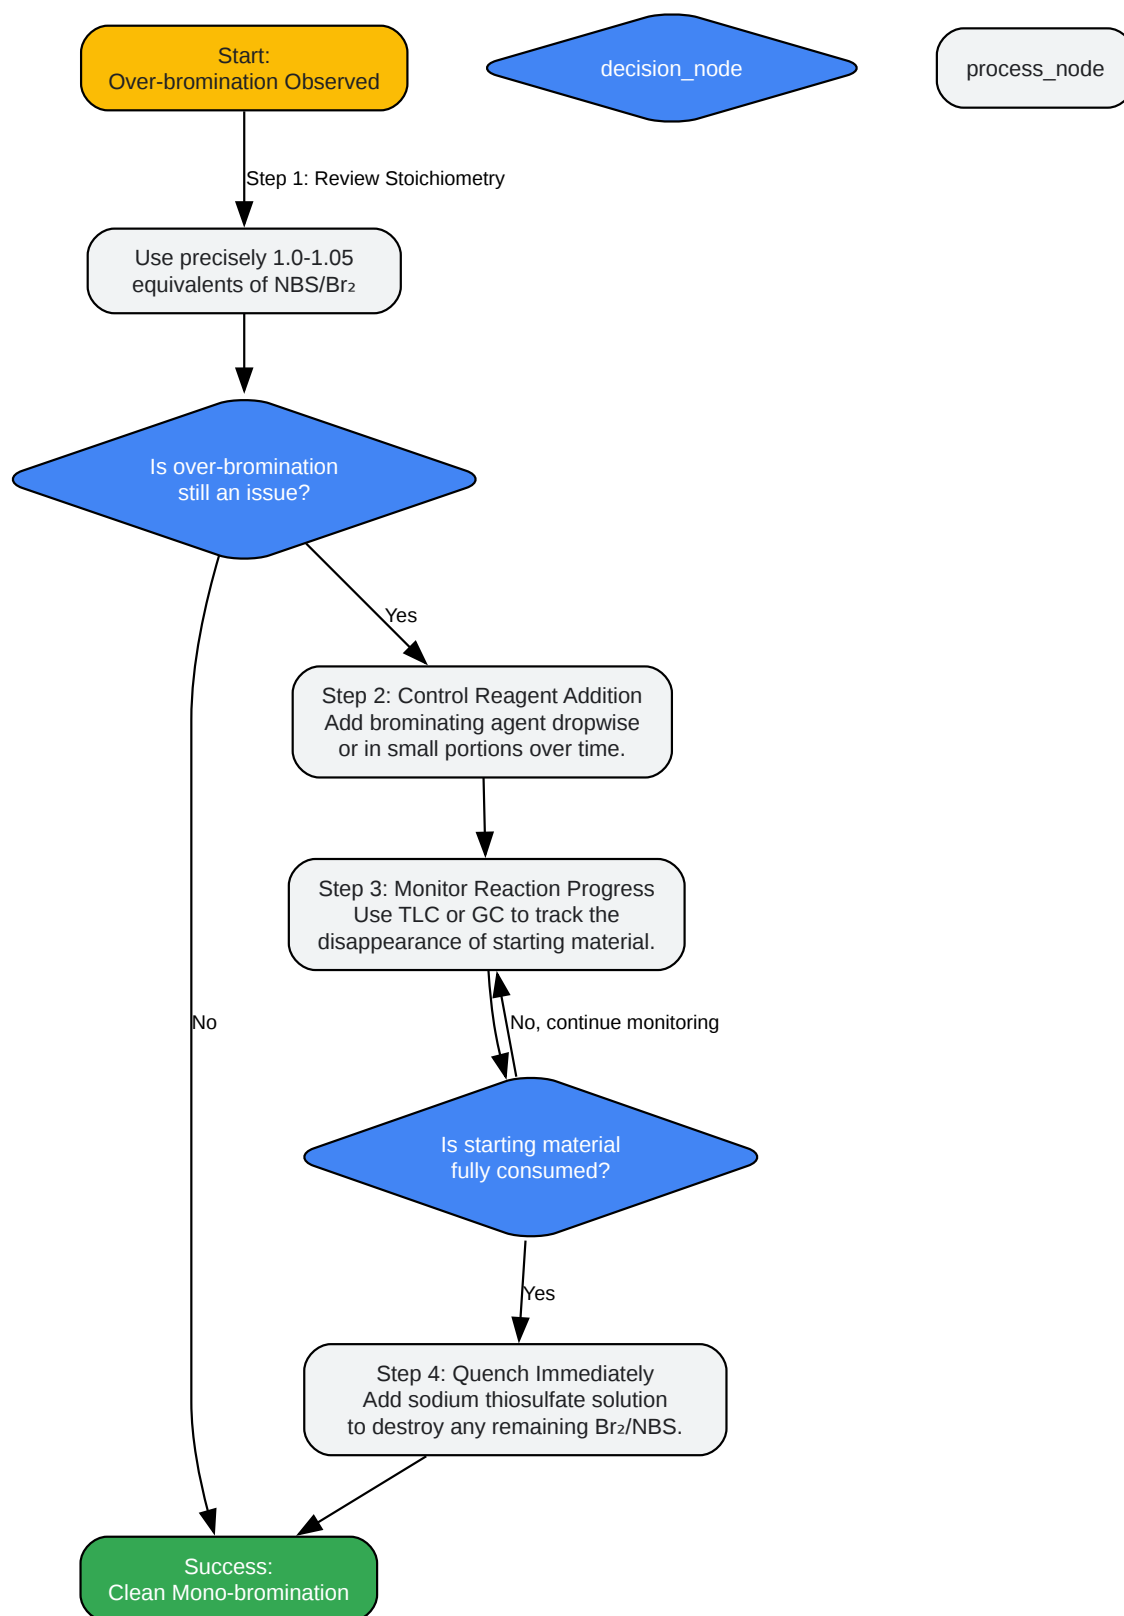 Start:
Over-bromination Observed
decision_node
process_node
Step 1: Review Stoichiometry
Use precisely 1.0-1.05
equivalents of NBS/Br₂
Is over-bromination
still an issue?
Yes
Step 2: Control Reagent Addition
Add brominating agent dropwise
or in small portions over time.
Step 3: Monitor Reaction Progress
Use TLC or GC to track the
disappearance of starting material.
No
No, continue monitoring
Is starting material
fully consumed?
Yes
Step 4: Quench Immediately
Add sodium thiosulfate solution
to destroy any remaining Br₂/NBS.
Success:
Clean Mono-bromination